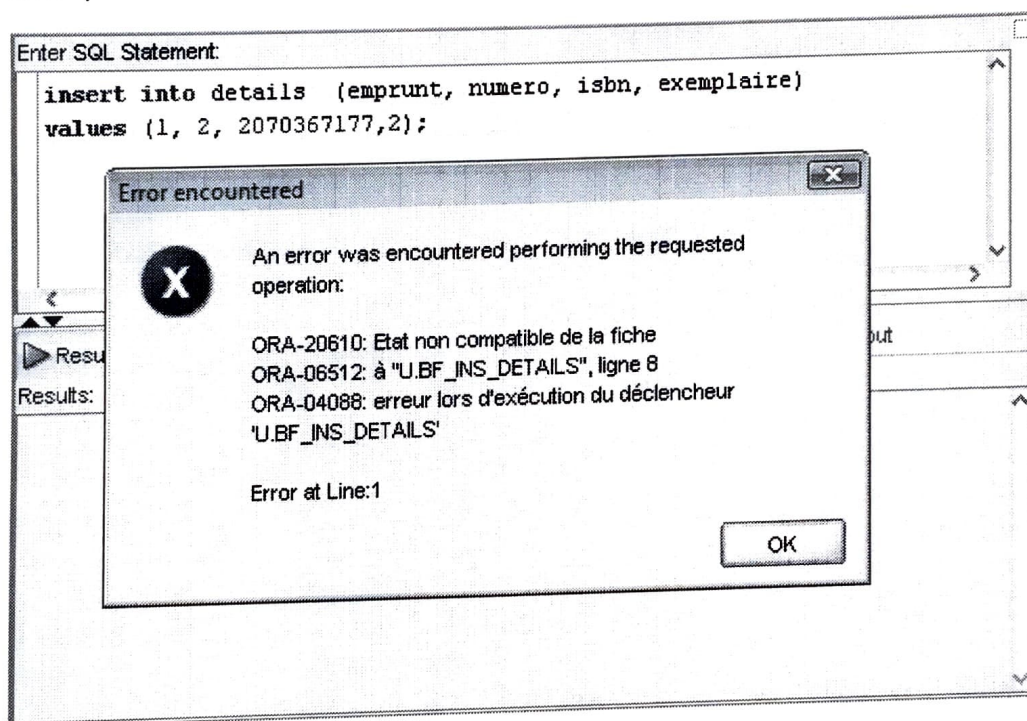 Enter SQL Statement:
insert into details (emprunt, numero, isbn, exemplaire)
values (1, 2, 2070367177,2);
Error encountered
X
An error was encountered performing the requested
operation:
ORA-20610: Etat non compatible de la fiche
ORA-06512: à "U.BF_INS_DETAILS", ligne 8
ORA-04088: erreur lors d'exécution du déclencheur
'U.BF_INS_DETAILS'
Error at Line:1
OK
Resu
put
Results: